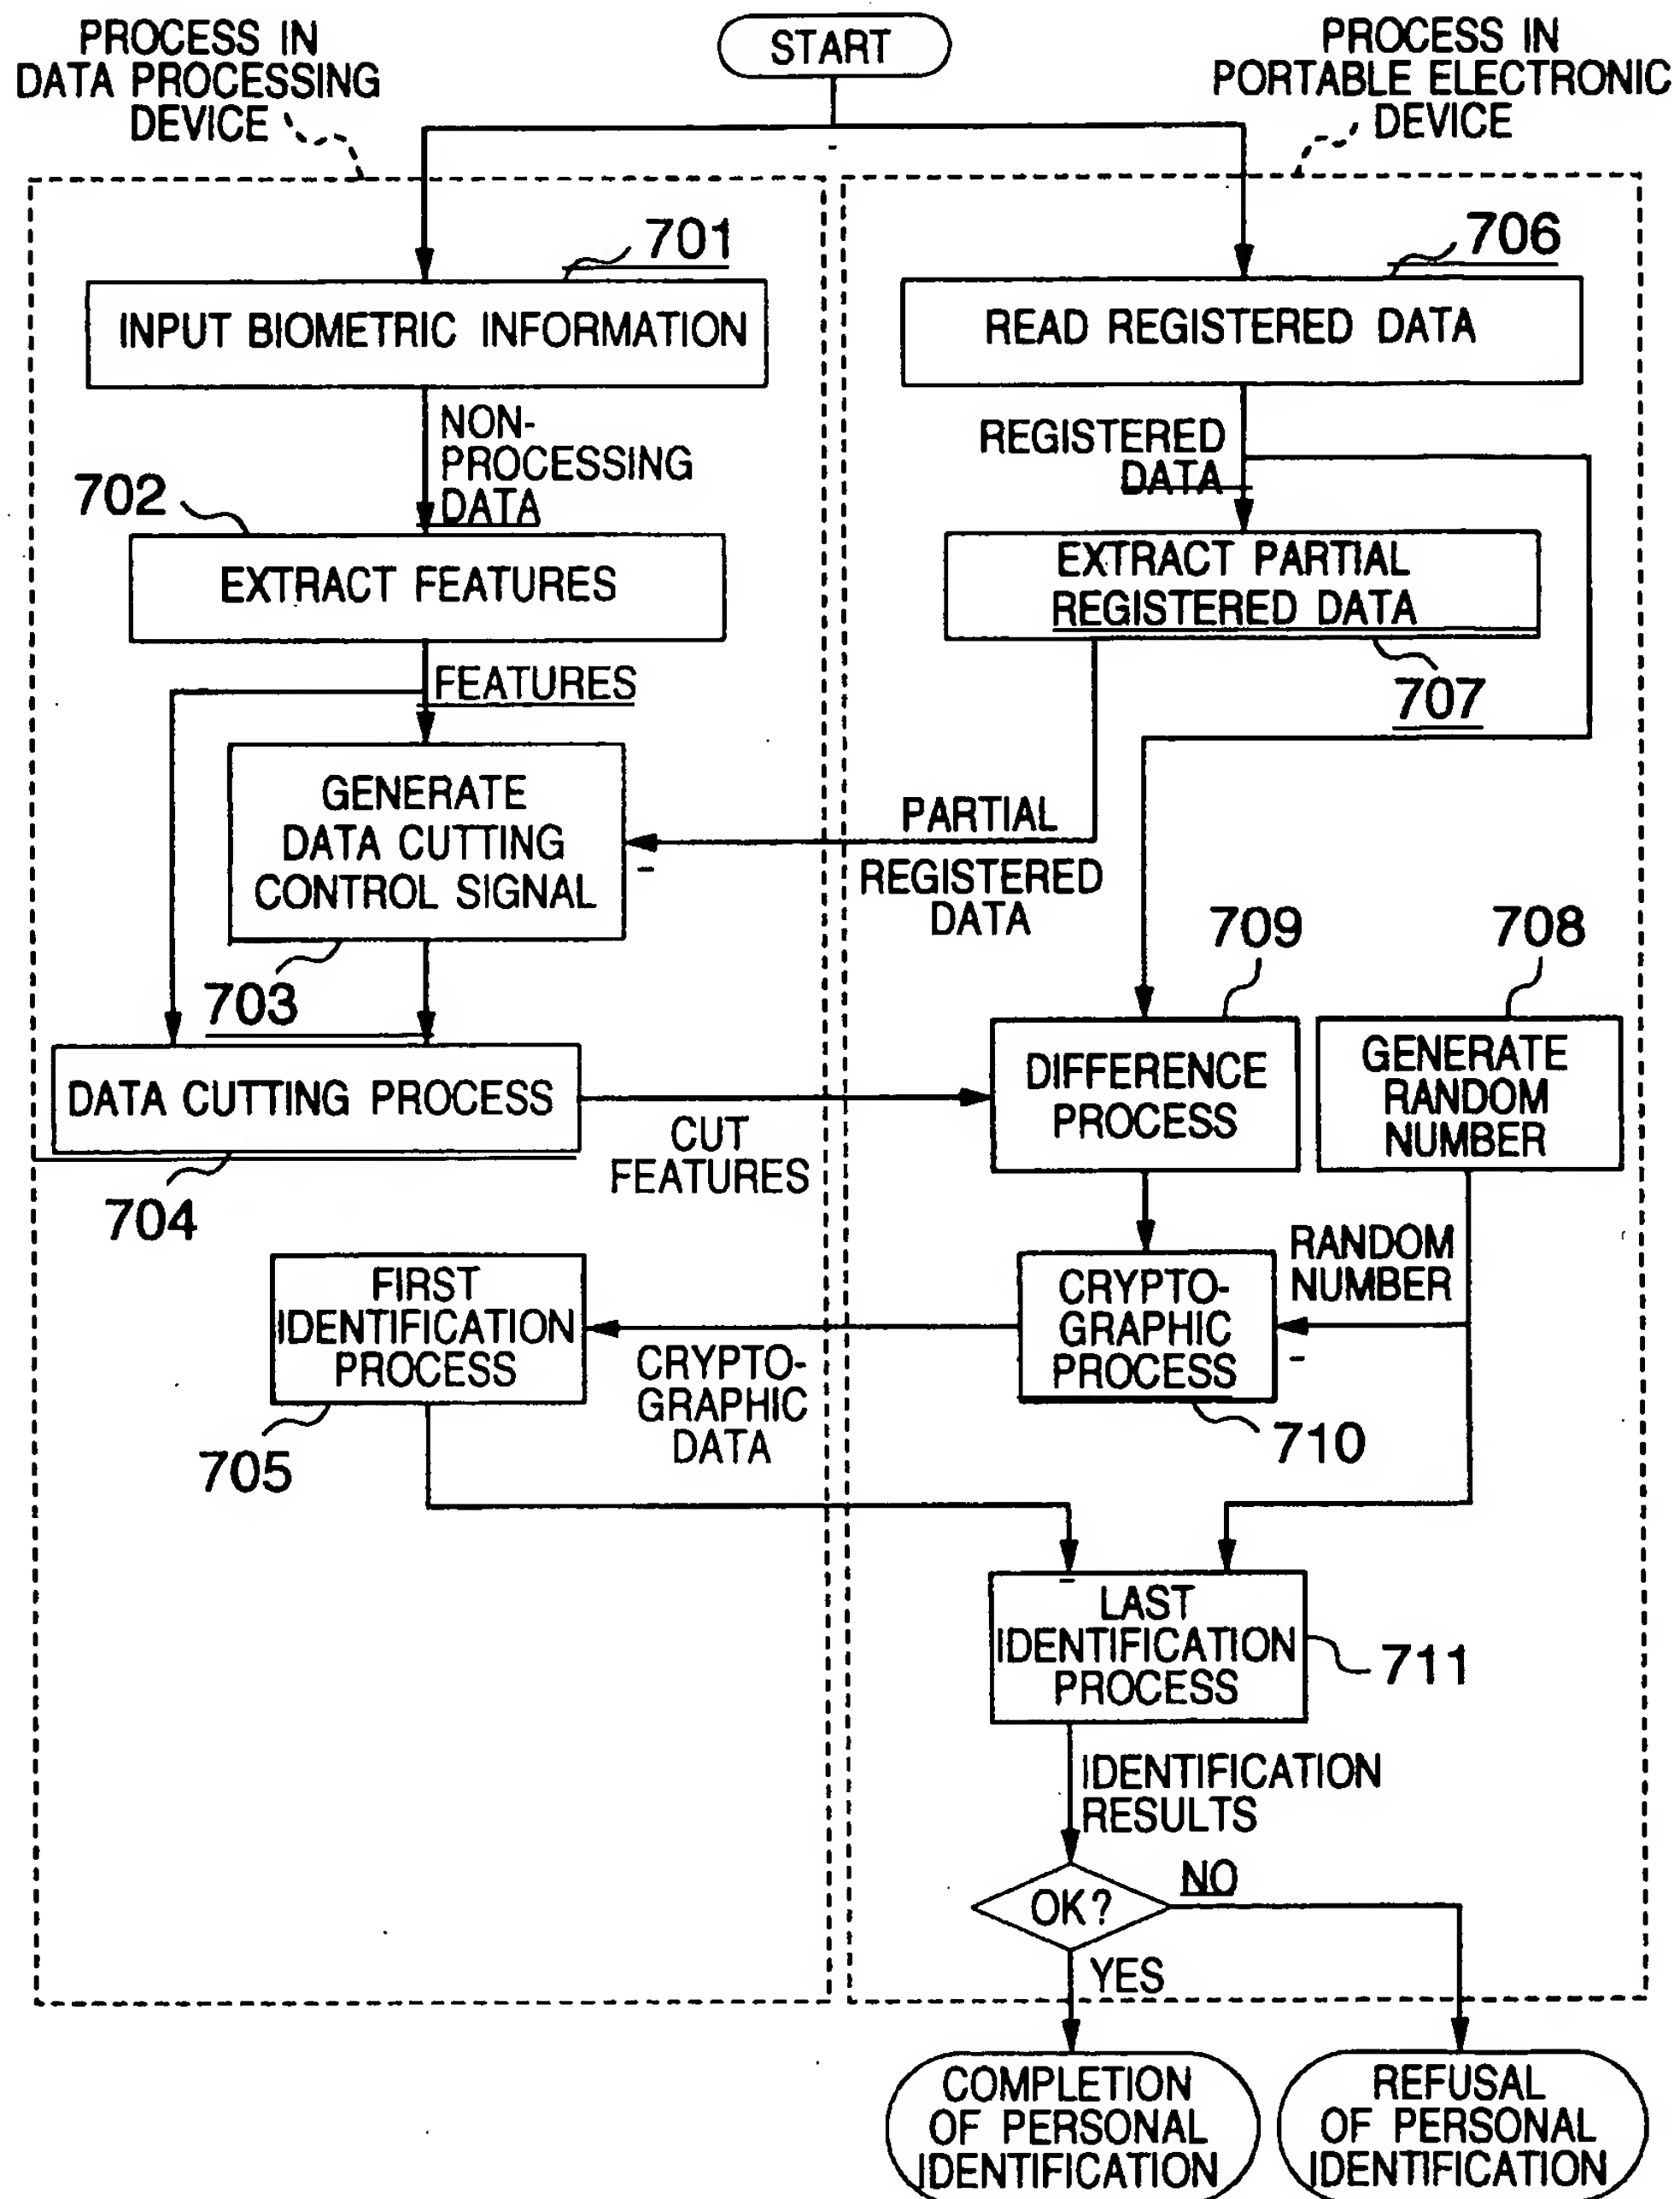 START
PROCESS IN
DATA PROCESSING
DEVICE
PROCESS IN
PORTABLE ELECTRONIC
DEVICE
701
INPUT BIOMETRIC INFORMATION
706
READ REGISTERED DATA
NON-
PROCESSING
DATA
REGISTERED
DATA
702
EXTRACT FEATURES
EXTRACT PARTIAL
REGISTERED DATA
707
FEATURES
GENERATE
DATA CUTTING
CONTROL SIGNAL
703
PARTIAL
REGISTERED
DATA
709
708
DATA CUTTING PROCESS
704
CUT
FEATURES
DIFFERENCE
PROCESS
GENERATE
RANDOM
NUMBER
RANDOM
NUMBER
FIRST
IDENTIFICATION
PROCESS
705
CRYPTO-
GRAPHIC
DATA
CRYPTO-
GRAPHIC
PROCESS
710
LAST
IDENTIFICATION
PROCESS
711
IDENTIFICATION
RESULTS
OK?
NO
YES
COMPLETION
OF PERSONAL
IDENTIFICATION
REFUSAL
OF PERSONAL
IDENTIFICATION